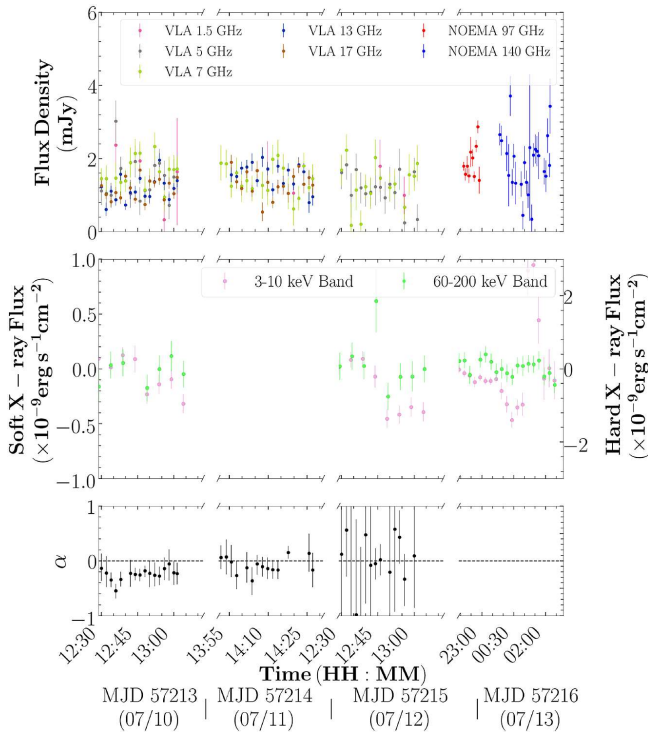 VLA 1.5 GHz VLA 13 GHz NOEMA 97 GHz
VLA 5 GHz VLA 17 GHz NOEMA 140 GHz
VLA 7 GHz
Flux Density
(mJy)
6
4
2
0
3-10 keV Band 60-200 keV Band
Soft X − ray Flux
(×10−9erg s−1cm−2)
1.0
0.5
0.0
−0.5
−1.0
2
0
−2
Hard X − ray Flux
(×10−9erg s−1cm−2)
α
1
0
−1
12:30 12:45 13:00 13:55 14:10 14:25 12:30 12:45 13:00 23:00 00:30 02:00
Time (HH : MM)
MJD 57213 | MJD 57214 | MJD 57215 | MJD 57216
(07/10) (07/11) (07/12) (07/13)